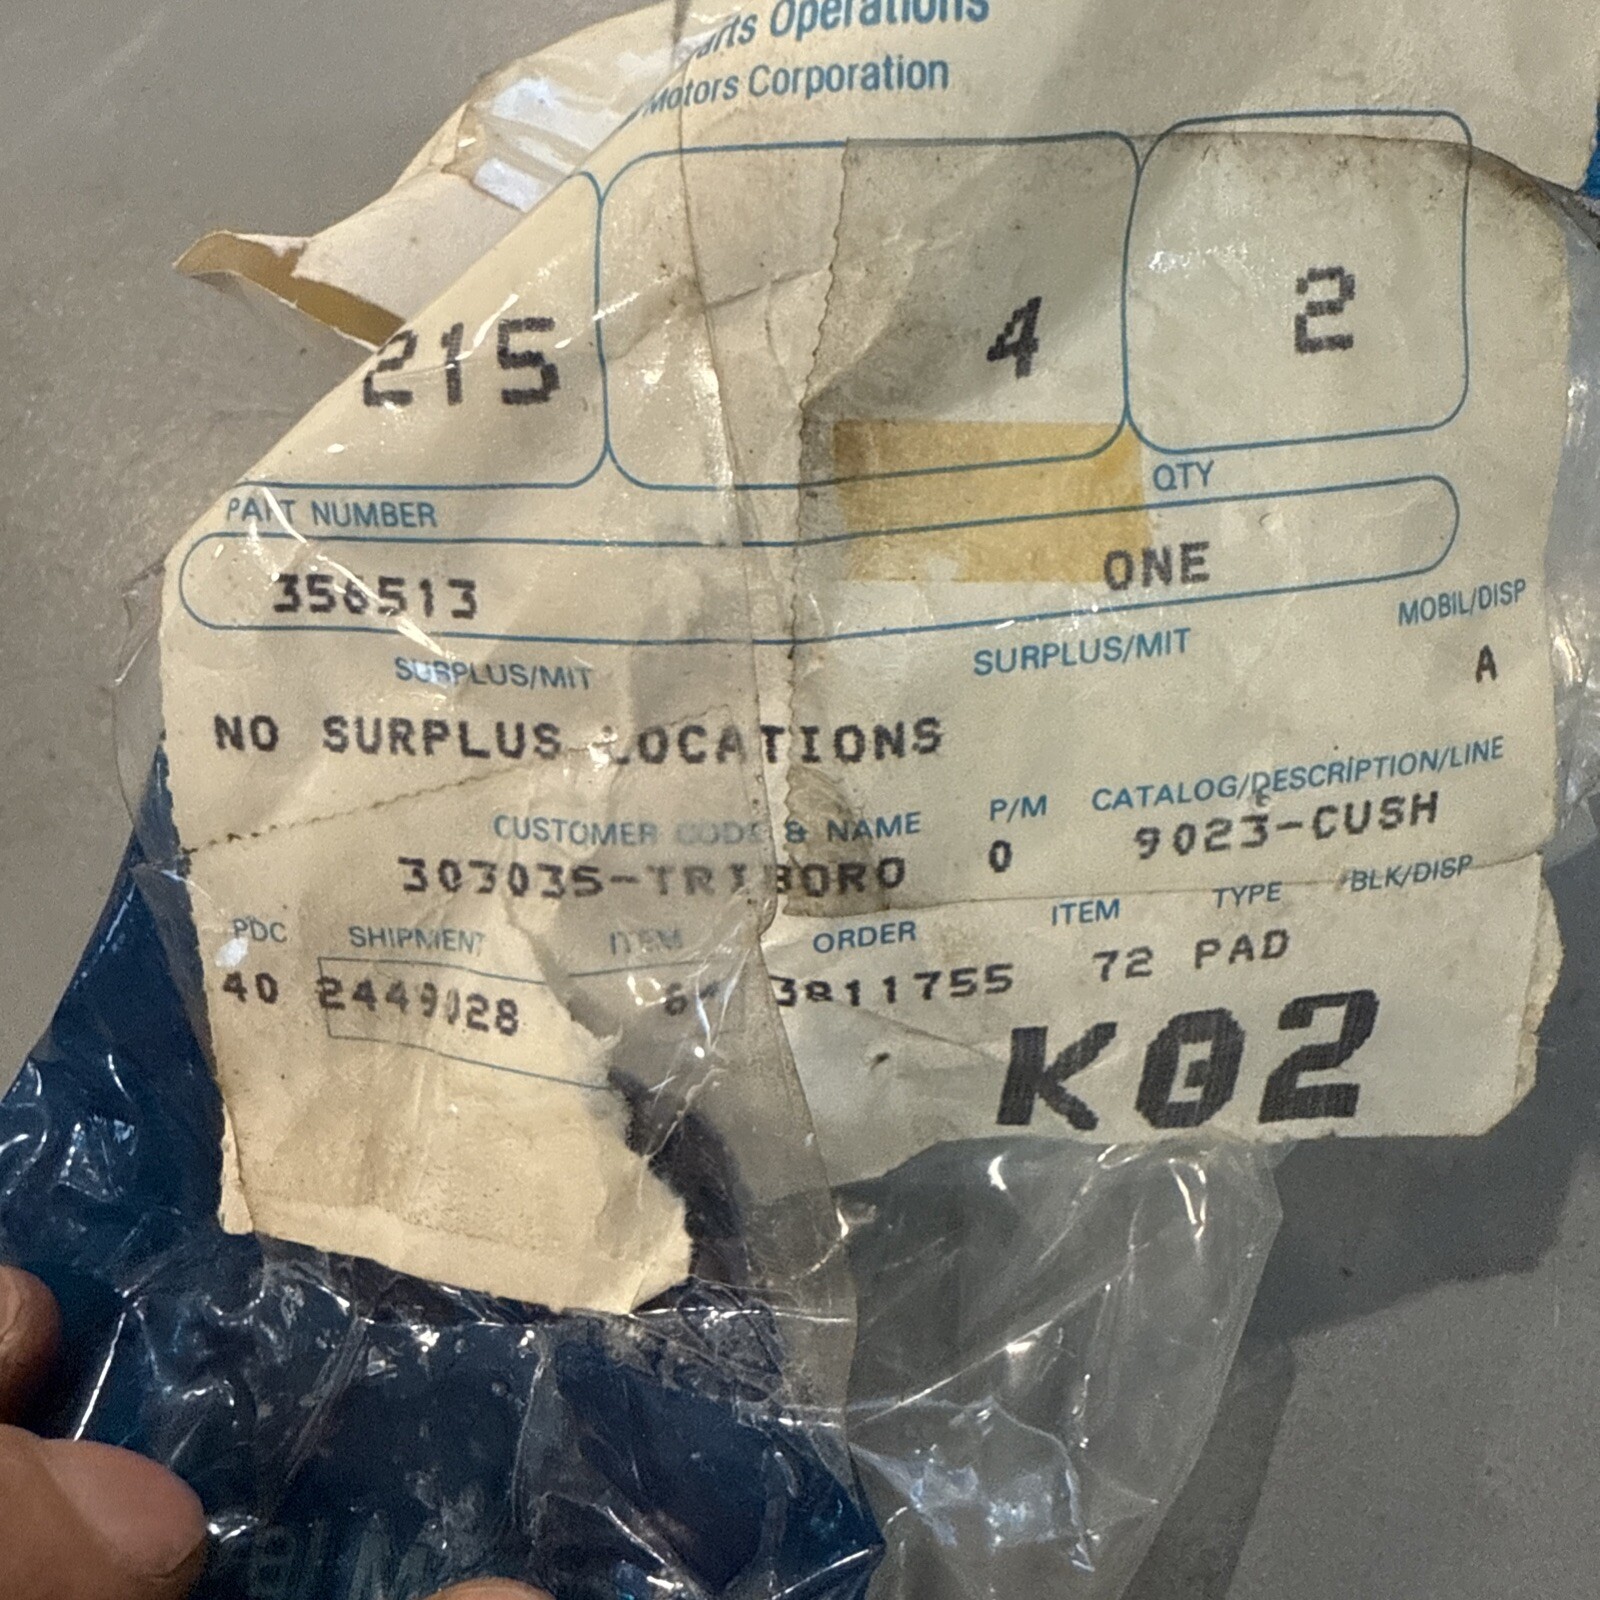 Parts Operations
Motors Corporation
215 4 2
PART NUMBER QTY
356513 ONE
SURPLUS/MIT SURPLUS/MIT MOBIL/DISP
A
NO SURPLUS LOCATIONS
CUSTOMER CODE & NAME P/M CATALOG/DESCRIPTION/LINE
303035-TRIBORO 0 9023-CUSH
PDC SHIPMENT ITEM ORDER ITEM TYPE BLK/DISP
40 2449028 3811755 72 PAD
K02